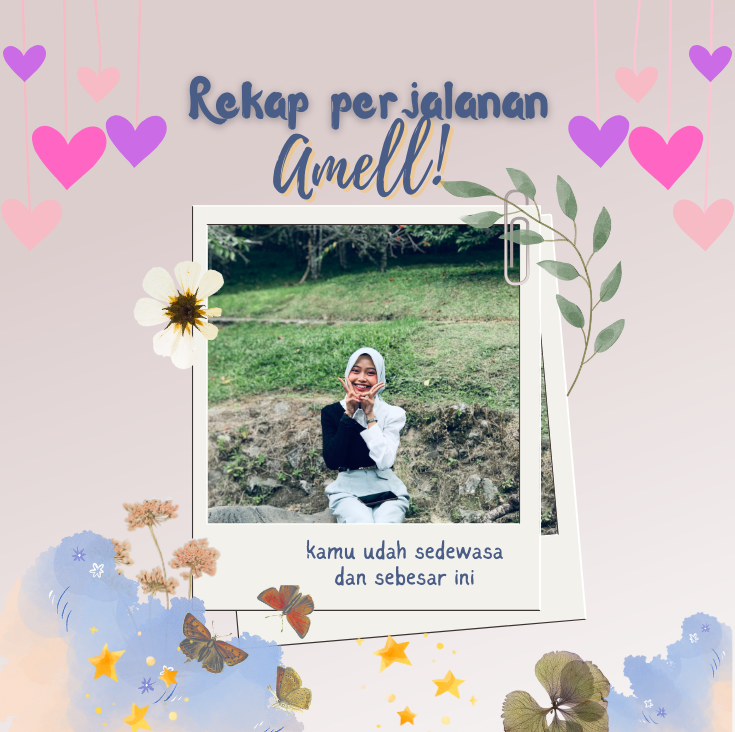 Rekap perjalanan
Amell!
kamu udah sedewasa
dan sebesar ini